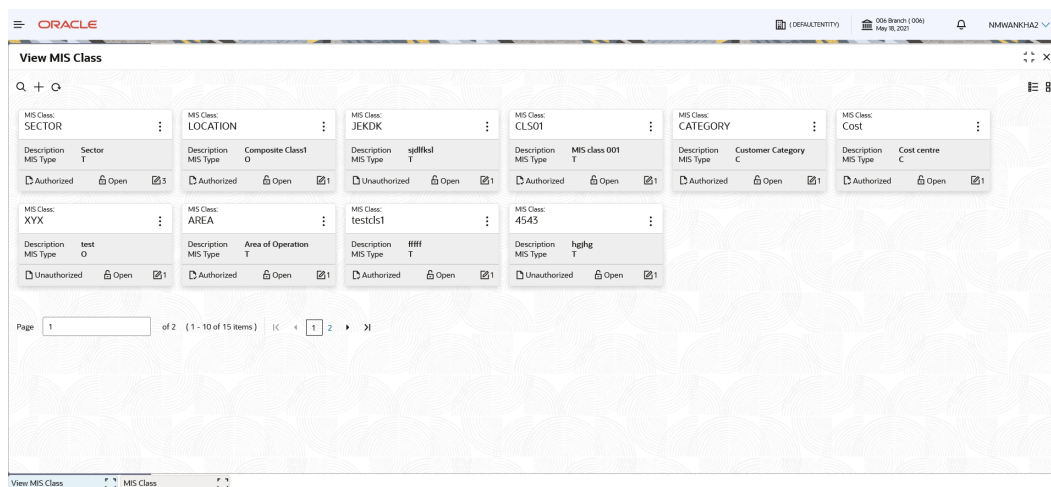 ORACLE
( DEFAULTENTITY)
006 Branch ( 006)
May 18, 2021
NMWANKHA2
View MIS Class
MIS Class:
SECTOR
Description Sector
MIS Type T
Authorized Open 3
MIS Class:
LOCATION
Description Composite Class1
MIS Type O
Authorized Open 1
MIS Class:
JEKDK
Description sjdlfksl
MIS Type T
Unauthorized Open 1
MIS Class:
CLS01
Description MIS class 001
MIS Type T
Authorized Open 1
MIS Class:
CATEGORY
Description Customer Category
MIS Type C
Authorized Open 1
MIS Class:
Cost
Description Cost centre
MIS Type C
Authorized Open 1
MIS Class:
XYX
Description test
MIS Type O
Unauthorized Open 1
MIS Class:
AREA
Description Area of Operation
MIS Type T
Authorized Open 1
MIS Class:
testcls1
Description fffff
MIS Type T
Authorized Open 1
MIS Class:
4543
Description hgjhg
MIS Type T
Unauthorized Open 1
Page 1 of 2 ( 1 - 10 of 15 items ) 1 2
View MIS Class MIS Class